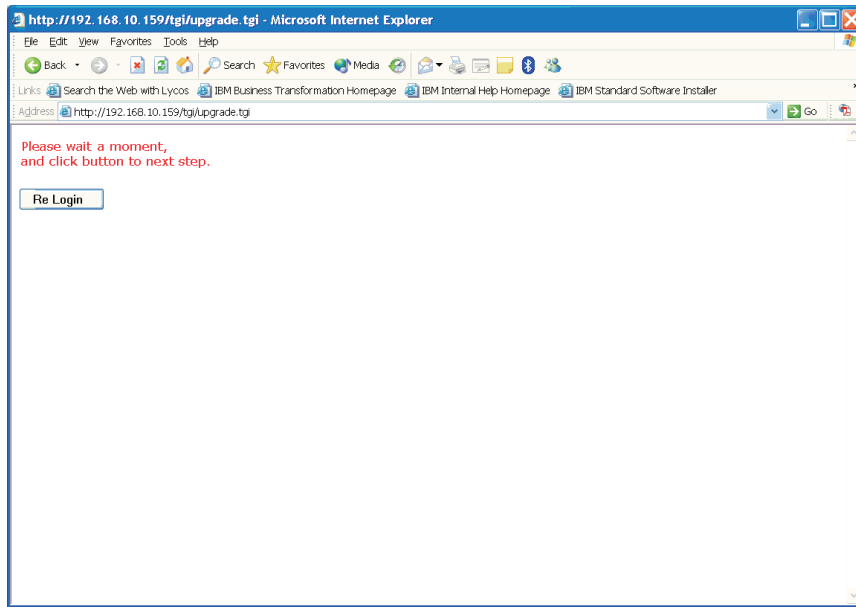 http://192.168.10.159/tgi/upgrade.tgi - Microsoft Internet Explorer
File Edit View Favorites Tools Help
Back Search Favorites Media
Links Search the Web with Lycos IBM Business Transformation Homepage IBM Internal Help Homepage IBM Standard Software Installer
Address http://192.168.10.159/tgi/upgrade.tgi Go
Please wait a moment,
and click button to next step.
Re Login